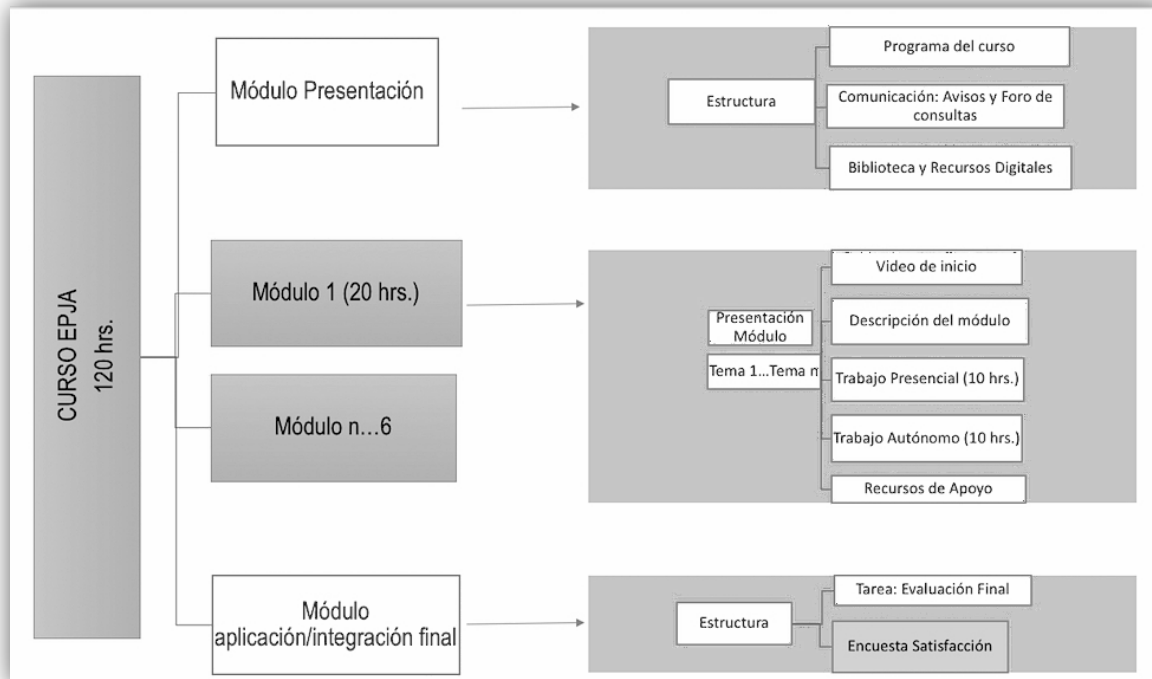 CURSO EPJA
120 hrs.
Módulo Presentación
Estructura
Programa del curso
Comunicación: Avisos y Foro de
consultas
Biblioteca y Recursos Digitales
Módulo 1 (20 hrs.)
Módulo n...6
Presentación
Módulo
Tema 1...Tema n
Video de inicio
Descripción del módulo
Trabajo Presencial (10 hrs.)
Trabajo Autónomo (10 hrs.)
Recursos de Apoyo
Módulo
aplicación/integración final
Estructura
Tarea: Evaluación Final
Encuesta Satisfacción